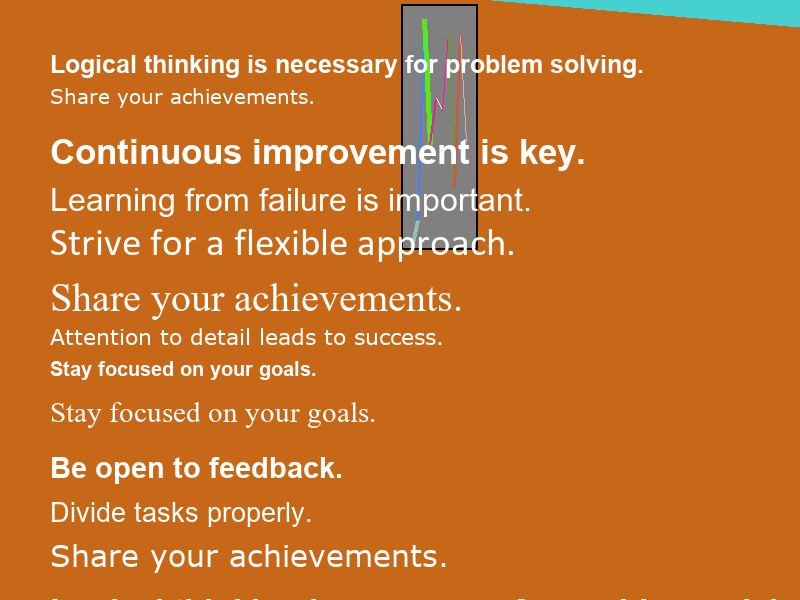 Logical thinking is necessary for problem solving.
Share your achievements.
Continuous improvement is key.
Learning from failure is important.
Strive for a flexible approach.
Share your achievements.
Attention to detail leads to success.
Stay focused on your goals.
Stay focused on your goals.
Be open to feedback.
Divide tasks properly.
Share your achievements.